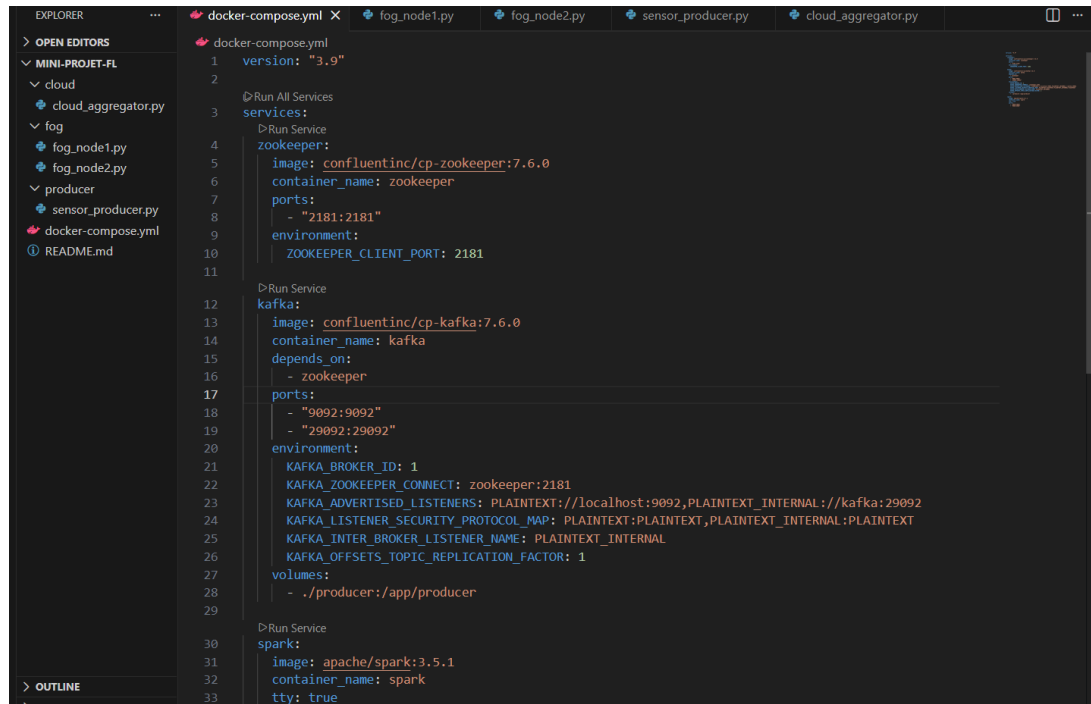 EXPLORER
···
OPEN EDITORS
MINI-PROJET-FL
cloud
cloud_aggregator.py
fog
fog_node1.py
fog_node2.py
producer
sensor_producer.py
docker-compose.yml
README.md
OUTLINE
docker-compose.yml
fog_node1.py
fog_node2.py
sensor_producer.py
cloud_aggregator.py
···
docker-compose.yml
1 version: "3.9"
2
Run All Services
3 services:
Run Service
4 zookeeper:
5 image: confluentinc/cp-zookeeper:7.6.0
6 container_name: zookeeper
7 ports:
8 - "2181:2181"
9 environment:
10 ZOOKEEPER_CLIENT_PORT: 2181
11
Run Service
12 kafka:
13 image: confluentinc/cp-kafka:7.6.0
14 container_name: kafka
15 depends_on:
16 - zookeeper
17 ports:
18 - "9092:9092"
19 - "29092:29092"
20 environment:
21 KAFKA_BROKER_ID: 1
22 KAFKA_ZOOKEEPER_CONNECT: zookeeper:2181
23 KAFKA_ADVERTISED_LISTENERS: PLAINTEXT://localhost:9092,PLAINTEXT_INTERNAL://kafka:29092
24 KAFKA_LISTENER_SECURITY_PROTOCOL_MAP: PLAINTEXT:PLAINTEXT,PLAINTEXT_INTERNAL:PLAINTEXT
25 KAFKA_INTER_BROKER_LISTENER_NAME: PLAINTEXT_INTERNAL
26 KAFKA_OFFSETS_TOPIC_REPLICATION_FACTOR: 1
27 volumes:
28 - ./producer:/app/producer
29
Run Service
30 spark:
31 image: apache/spark:3.5.1
32 container_name: spark
33 tty: true